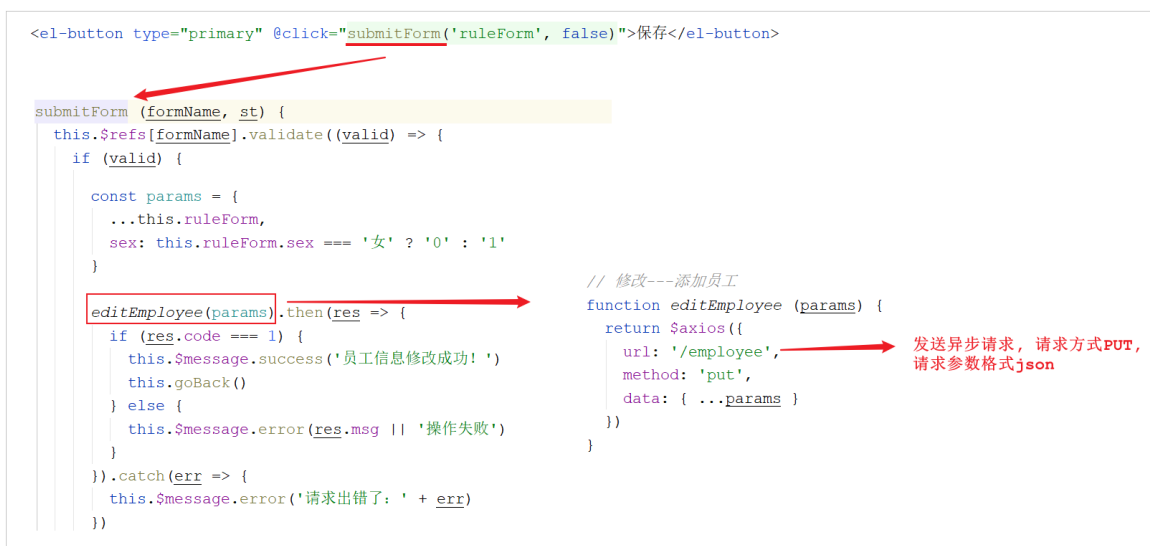 <el-button type="primary" @click="submitForm('ruleForm', false)">保存</el-button>
submitForm (formName, st) {
this.$refs[formName].validate((valid) => {
if (valid) {
const params = {
...this.ruleForm,
sex: this.ruleForm.sex === '女' ? '0' : '1'
}
editEmployee(params).then(res => {
if (res.code === 1) {
this.$message.success('员工信息修改成功！')
this.goBack()
} else {
this.$message.error(res.msg || '操作失败')
}
}).catch(err => {
this.$message.error('请求出错了：' + err)
})
// 修改---添加员工
function editEmployee (params) {
return $axios({
url: '/employee',
method: 'put',
data: { ...params }
})
}
发送异步请求, 请求方式PUT,
请求参数格式json